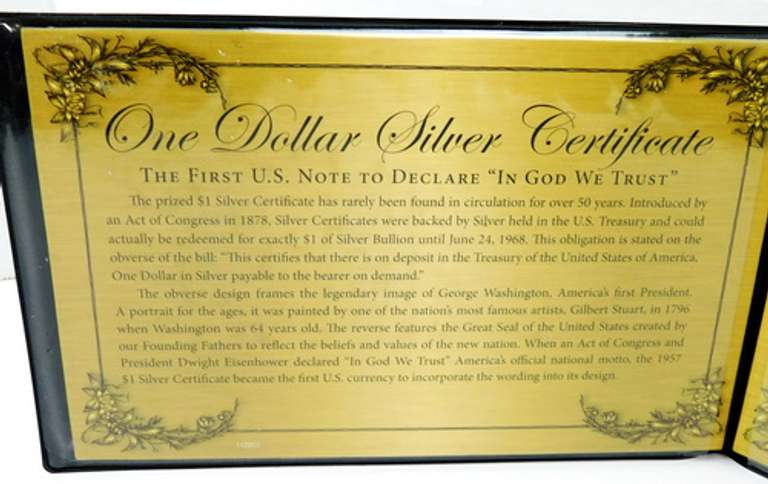 One Dollar Silver Certificate
THE FIRST U.S. NOTE TO DECLARE "IN GOD WE TRUST"
The prized $1 Silver Certificate has rarely been found in circulation for over 50 years. Introduced by
an Act of Congress in 1878, Silver Certificates were backed by Silver held in the U.S. Treasury and could
actually be redeemed for exactly $1 of Silver Bullion until June 24, 1968. This obligation is stated on the
obverse of the bill: "This certifies that there is on deposit in the Treasury of the United States of America,
One Dollar in Silver payable to the bearer on demand."
The obverse design frames the legendary image of George Washington, America's first President.
A portrait for the ages, it was painted by one of the nation's most famous artists, Gilbert Stuart, in 1796
when Washington was 64 years old. The reverse features the Great Seal of the United States created by
our Founding Fathers to reflect the beliefs and values of the new nation. When an Act of Congress and
President Dwight Eisenhower declared "In God We Trust" America's official national motto, the 1957
$1 Silver Certificate became the first U.S. currency to incorporate the wording into its design.